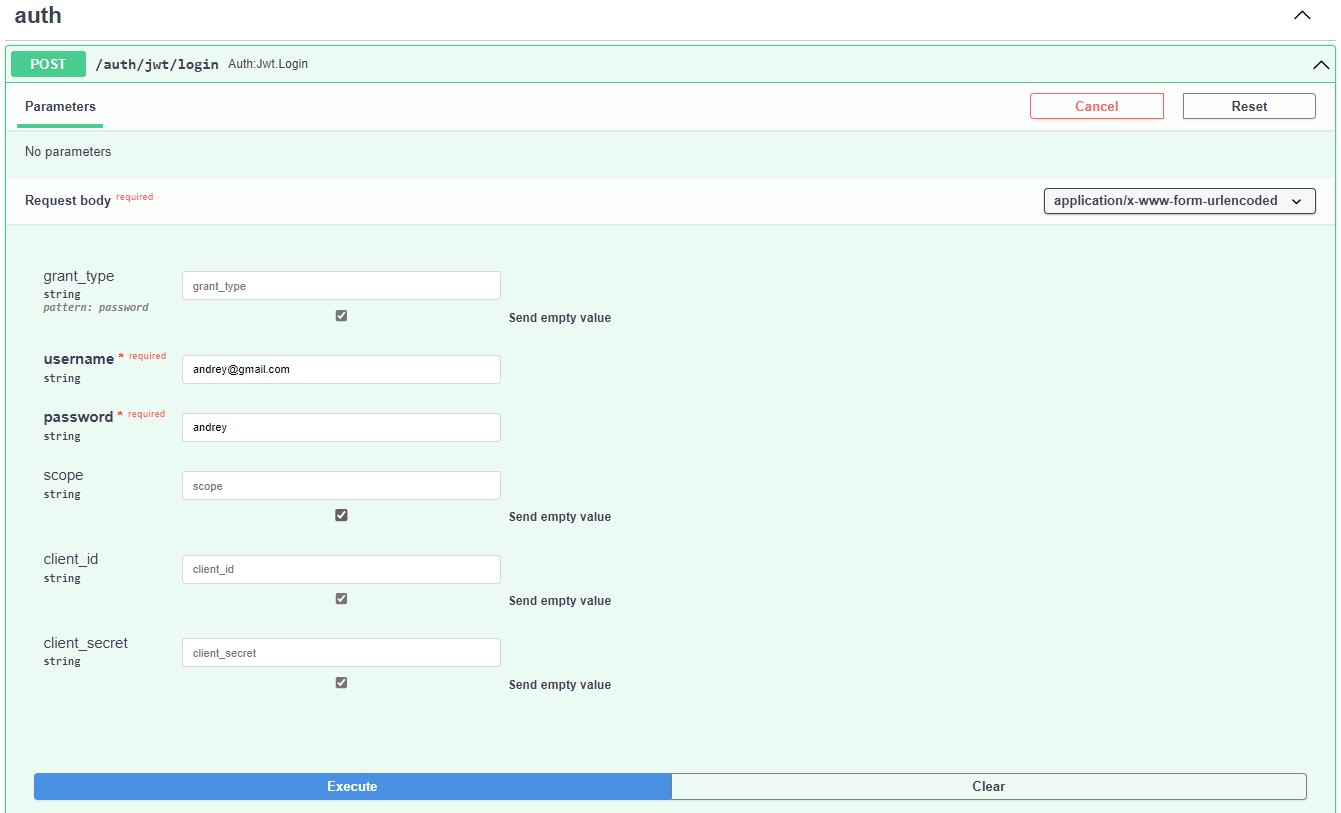 auth
POST /auth/jwt/login Auth:Jwt.Login
Parameters Cancel Reset
No parameters
Request body required application/x-www-form-urlencoded
grant_type
string
pattern: password
grant_type
Send empty value
username * required
string
andrey@gmail.com
password * required
string
andrey
scope
string
scope
Send empty value
client_id
string
client_id
Send empty value
client_secret
string
client_secret
Send empty value
Execute Clear